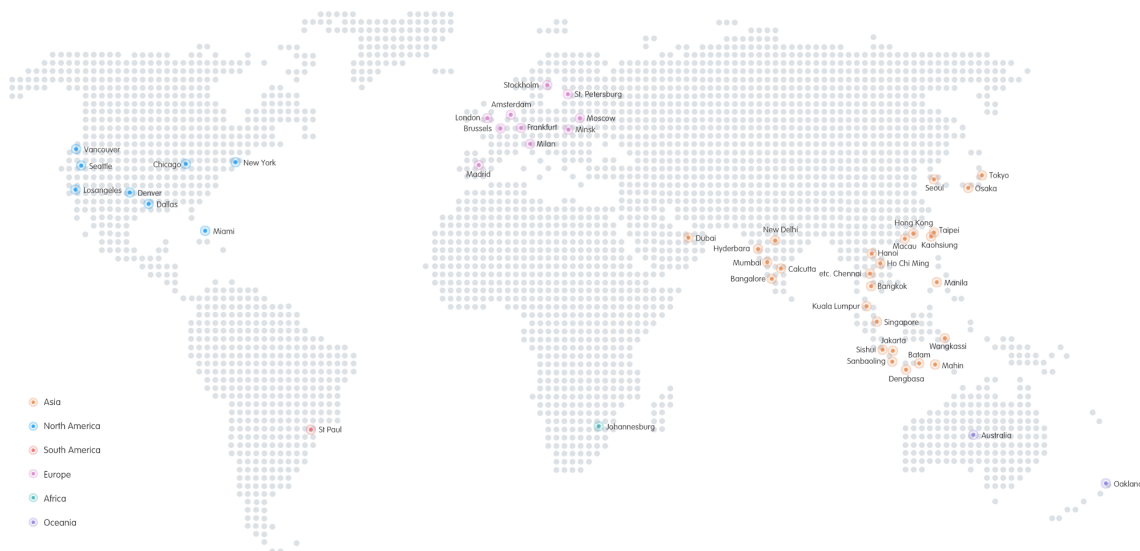 Stockholm
St. Petersburg
Amsterdam
London
Moscow
Brussels
Frankfurt
Minsk
Milan
Madrid
Vancouver
Seattle
Chicago
New York
Losangeles
Denver
Dallas
Miami
Tokyo
Seoul
Osaka
Hong Kong
Taipei
Macau
Kaohsiung
New Delhi
Dubai
Hyderbara
Hanoi
Mumbai
Ho Chi Ming
Calcutta
etc. Chennai
Bangalore
Bangkok
Manila
Kuala Lumpur
Singapore
Jakarta
Wangkassi
Sishui
Batam
Sanbaoling
Mahin
Dengbasa
St Paul
Johannesburg
Australia
Oakland
Asia
North America
South America
Europe
Africa
Oceania